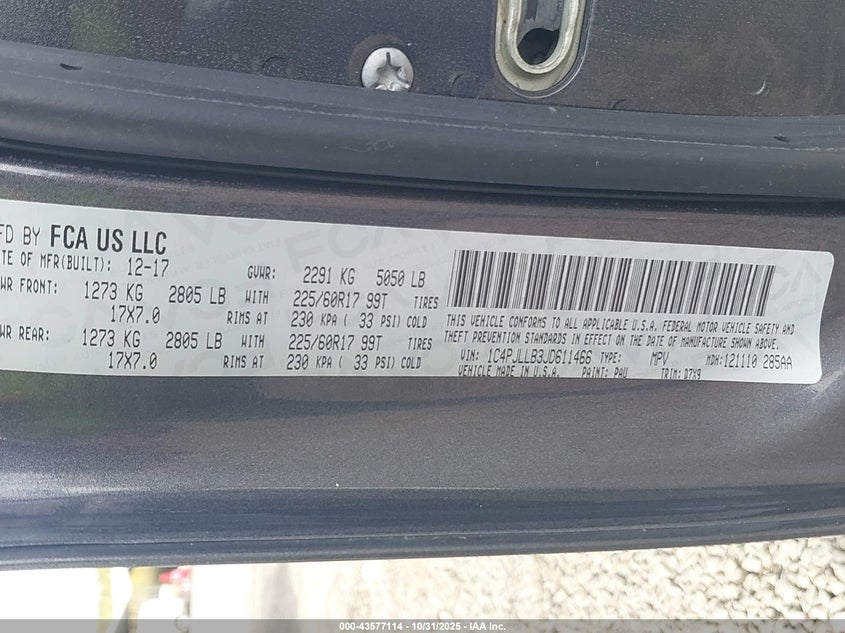 FD BY FCA US LLC
TE OF MFR(BUILT): 12-17 GVWR: 2291 KG 5050 LB
WR FRONT: 1273 KG 2805 LB WITH 225/60R17 99T TIRES
17X7.0 RIMS AT 230 KPA ( 33 PSI) COLD
WR REAR: 1273 KG 2805 LB WITH 225/60R17 99T TIRES
17X7.0 RIMS AT 230 KPA ( 33 PSI) COLD
THIS VEHICLE CONFORMS TO ALL APPLICABLE U.S.A. FEDERAL MOTOR VEHICLE SAFETY AND
THEFT PREVENTION STANDARDS IN EFFECT ON THE DATE OF MANUFACTURE SHOWN ABOVE.
VIN: 1C4PJLLB3JD611466 TYPE: MPV MDH: 121110 285AA
VEHICLE MADE IN U.S.A. PAINT: PAU TRIM: D7X9
000-43577114 - 10/31/2025 - IAA Inc.